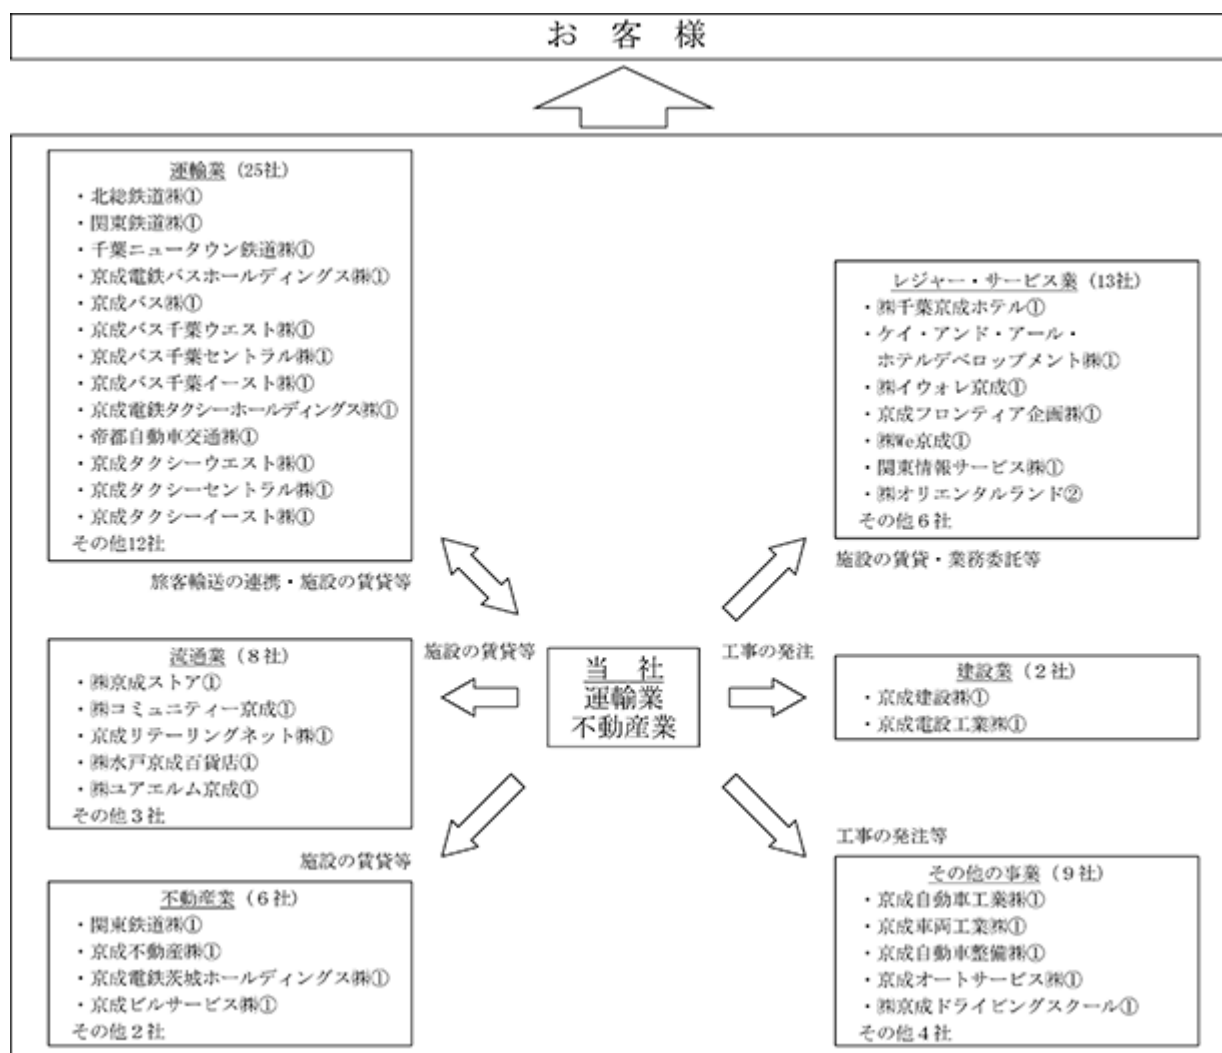 お 客 様
運輸業 (25社)
・北総鉄道㈱①
・関東鉄道㈱①
・千葉ニュータウン鉄道㈱①
・京成電鉄バスホールディングス㈱①
・京成バス㈱①
・京成バス千葉ウエスト㈱①
・京成バス千葉セントラル㈱①
・京成バス千葉イースト㈱①
・京成電鉄タクシーホールディングス㈱①
・帝都自動車交通㈱①
・京成タクシーウエスト㈱①
・京成タクシーセントラル㈱①
・京成タクシーイースト㈱①
その他12社
旅客輸送の連携・施設の賃貸等
レジャー・サービス業 (13社)
・㈱千葉京成ホテル①
・ケイ・アンド・アール・
ホテルデベロップメント㈱①
・㈱イウォレ京成①
・京成フロンティア企画㈱①
・㈱We京成①
・関東情報サービス㈱①
・㈱オリエンタルランド②
その他6社
施設の賃貸・業務委託等
流通業 (8社)
・㈱京成ストア①
・㈱コミュニティー京成①
・京成リテーリングネット㈱①
・㈱水戸京成百貨店①
・㈱ユアエルム京成①
その他3社
施設の賃貸等
当 社
運輸業
不動産業
工事の発注
建設業 (2社)
・京成建設㈱①
・京成電設工業㈱①
施設の賃貸等
不動産業 (6社)
・関東鉄道㈱①
・京成不動産㈱①
・京成電鉄茨城ホールディングス㈱①
・京成ビルサービス㈱①
その他2社
工事の発注等
その他の事業 (9社)
・京成自動車工業㈱①
・京成車両工業㈱①
・京成自動車整備㈱①
・京成オートサービス㈱①
・㈱京成ドライビングスクール①
その他4社